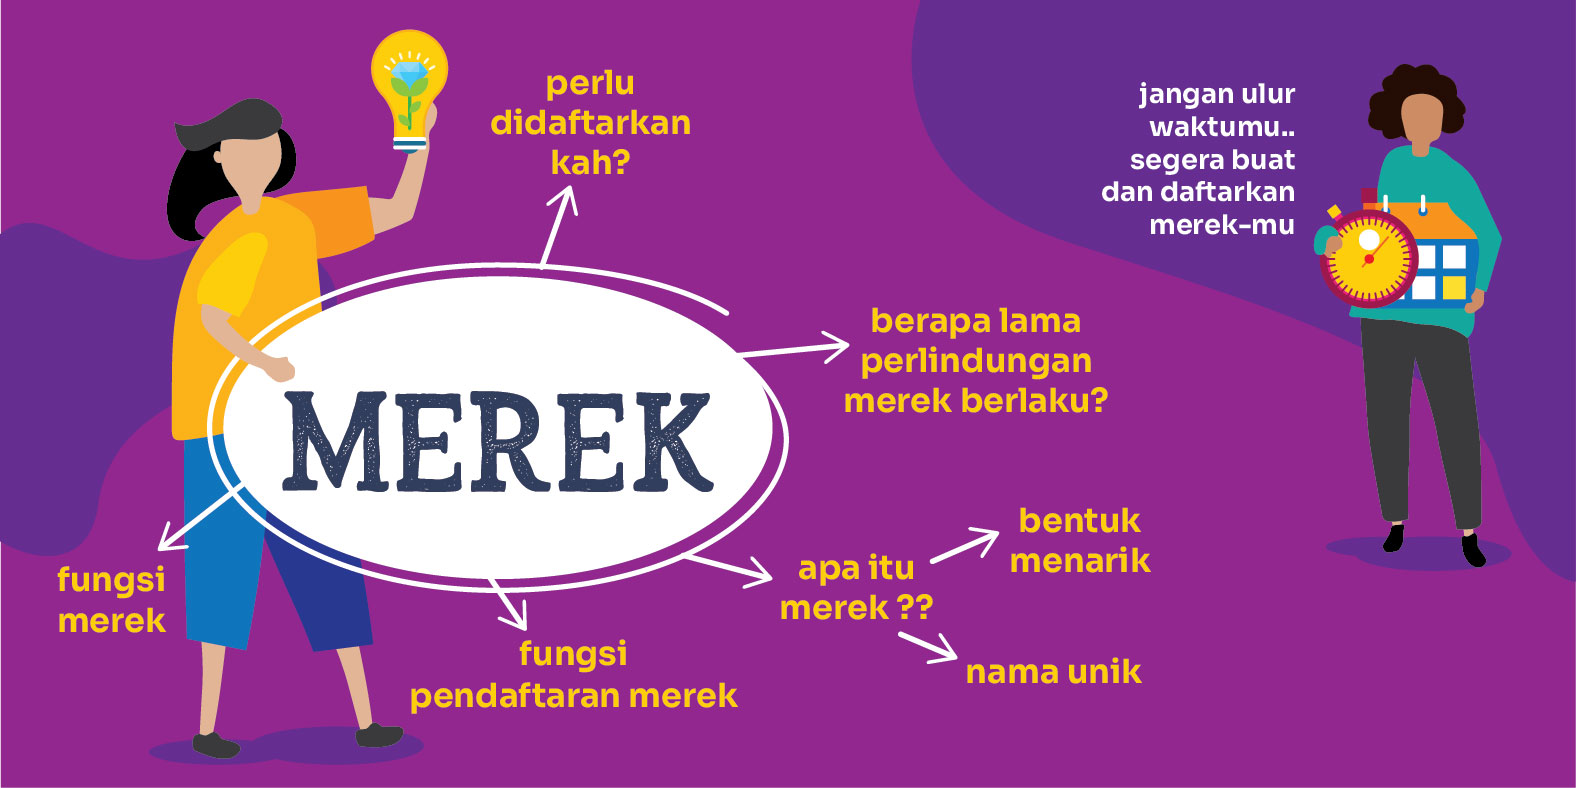 perlu
didaftarkan
kah?
jangan ulur
waktumu..
segera buat
dan daftarkan
merek-mu
berapa lama
perlindungan
merek berlaku?
MEREK
bentuk
menarik
apa itu
merek ??
nama unik
fungsi
merek
fungsi
pendaftaran merek